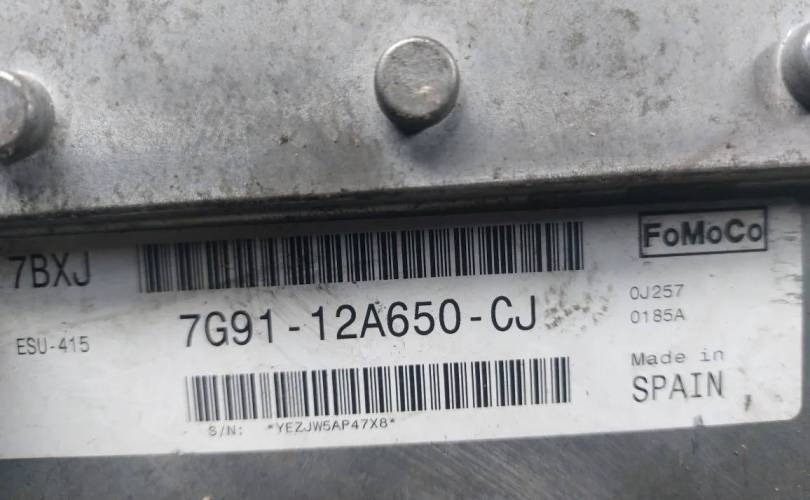 FoMoCo
7BXJ
0J257
7G91-12A650-CJ
0185A
ESU-415
Made in
SPAIN
S/N: *YEZJW5AP47X8*